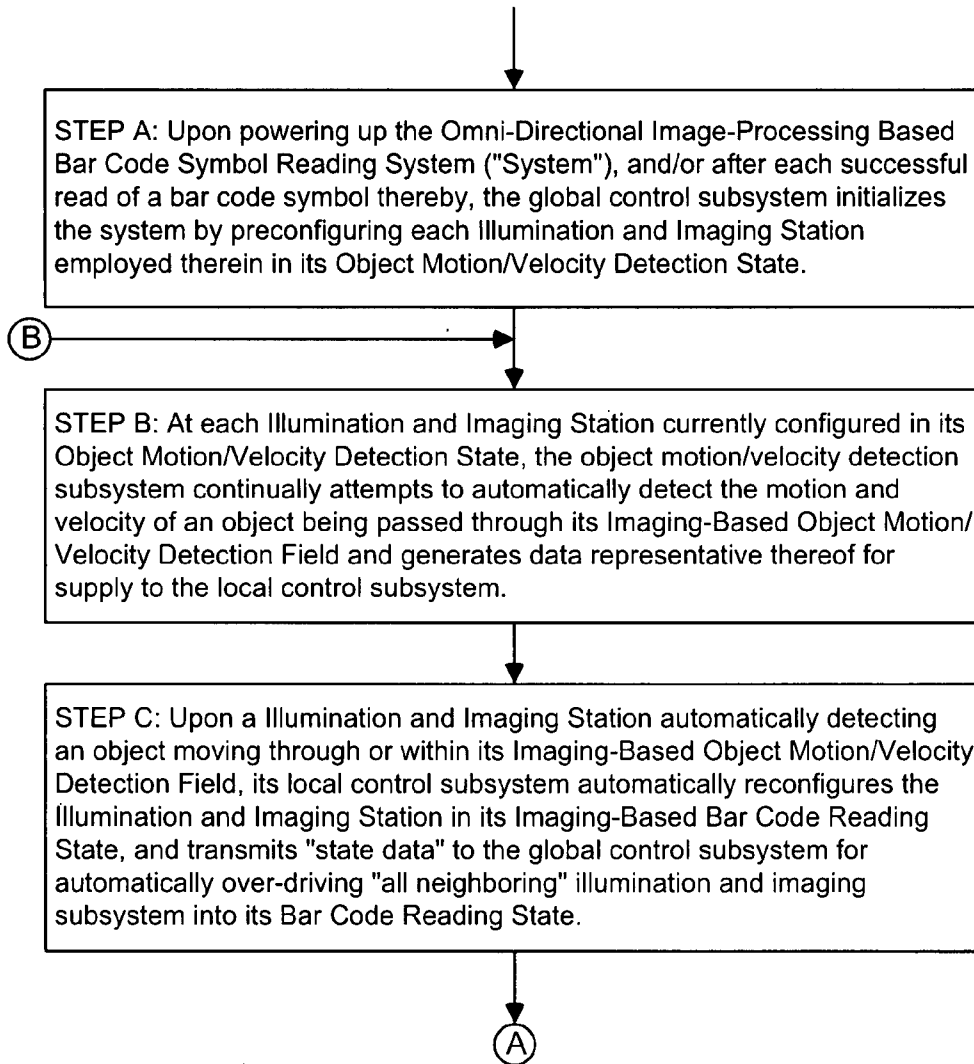 STEP A: Upon powering up the Omni-Directional Image-Processing Based
Bar Code Symbol Reading System ("System"), and/or after each successful
read of a bar code symbol thereby, the global control subsystem initializes
the system by preconfiguring each Illumination and Imaging Station
employed therein in its Object Motion/Velocity Detection State.
B
STEP B: At each Illumination and Imaging Station currently configured in its
Object Motion/Velocity Detection State, the object motion/velocity detection
subsystem continually attempts to automatically detect the motion and
velocity of an object being passed through its Imaging-Based Object Motion/
Velocity Detection Field and generates data representative thereof for
supply to the local control subsystem.
STEP C: Upon a Illumination and Imaging Station automatically detecting
an object moving through or within its Imaging-Based Object Motion/Velocity
Detection Field, its local control subsystem automatically reconfigures the
Illumination and Imaging Station in its Imaging-Based Bar Code Reading
State, and transmits "state data" to the global control subsystem for
automatically over-driving "all neighboring" illumination and imaging
subsystem into its Bar Code Reading State.
A